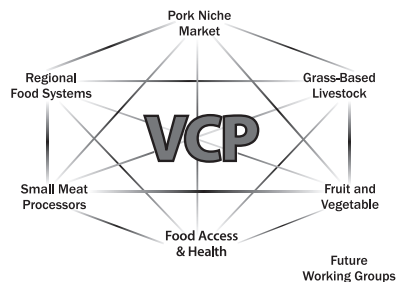 Pork Niche
Market
Regional
Food Systems
Grass-Based
Livestock
VCP
Small Meat
Processors
Fruit and
Vegetable
Food Access
& Health
Future
Working Groups